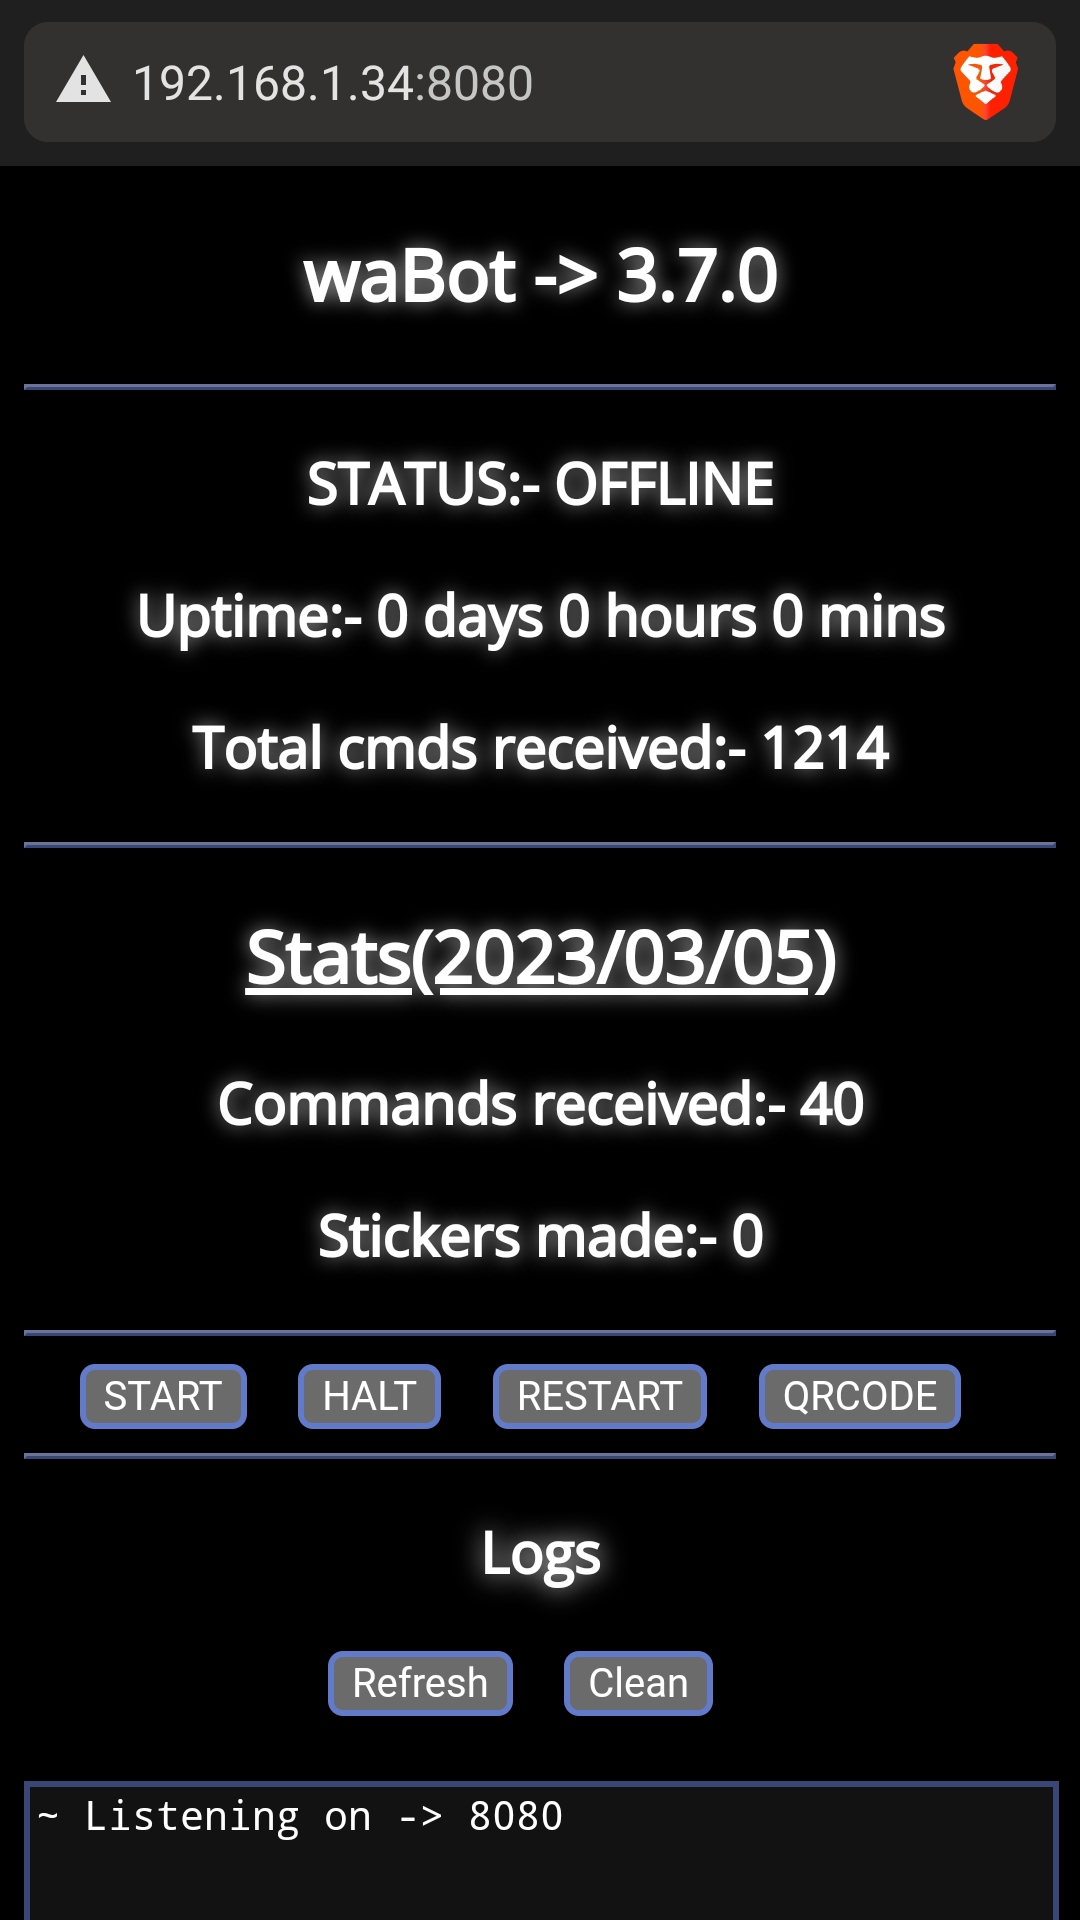 192.168.1.34:8080
waBot -> 3.7.0
STATUS:- OFFLINE
Uptime:- 0 days 0 hours 0 mins
Total cmds received:- 1214
Stats(2023/03/05)
Commands received:- 40
Stickers made:- 0
START HALT RESTART QRCODE
Logs
Refresh Clean
~ Listening on -> 8080